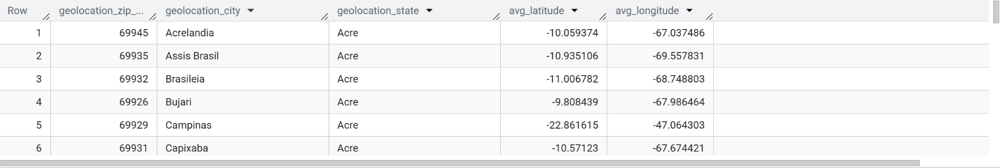 Row geolocation_zip_... geolocation_city geolocation_state avg_latitude avg_longitude
1 69945 Acrelandia Acre -10.059374 -67.037486
2 69935 Assis Brasil Acre -10.935106 -69.557831
3 69932 Brasileia Acre -11.006782 -68.748803
4 69926 Bujari Acre -9.808439 -67.986464
5 69929 Campinas Acre -22.861615 -47.064303
6 69931 Capixaba Acre -10.57123 -67.674421